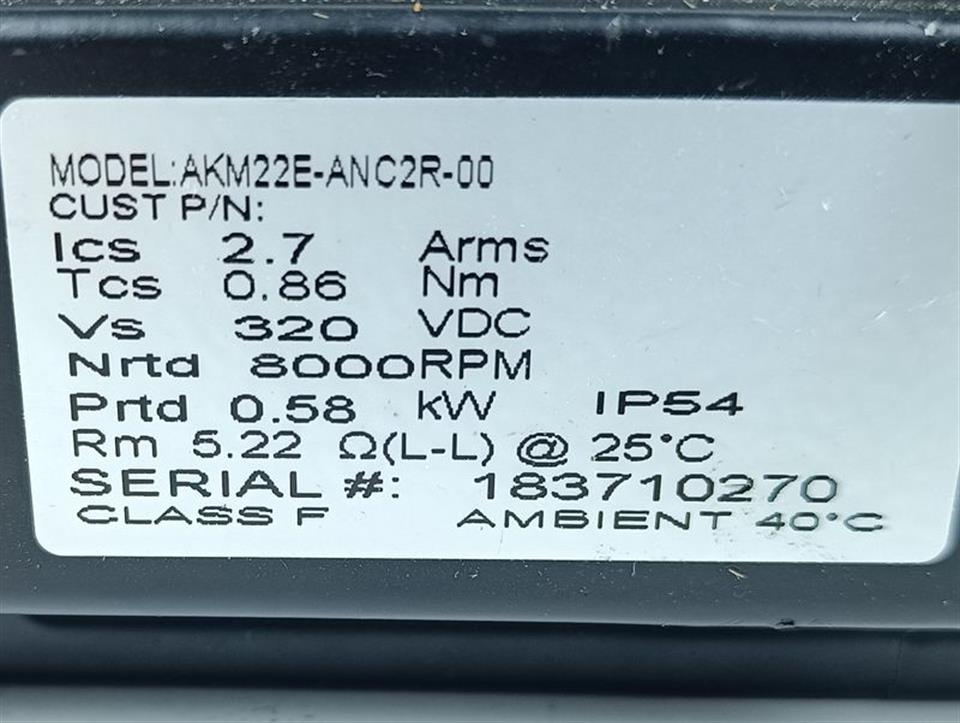 MODEL:AKM22E-ANC2R-00
CUST P/N:
Ics 2.7 Arms
Tcs 0.86 Nm
Vs 320 VDC
Nrtd 8000RPM
Prtd 0.58 kW IP54
Rm 5.22 Ω(L-L) @ 25°C
SERIAL #: 183710270
CLASS F AMBIENT 40°C